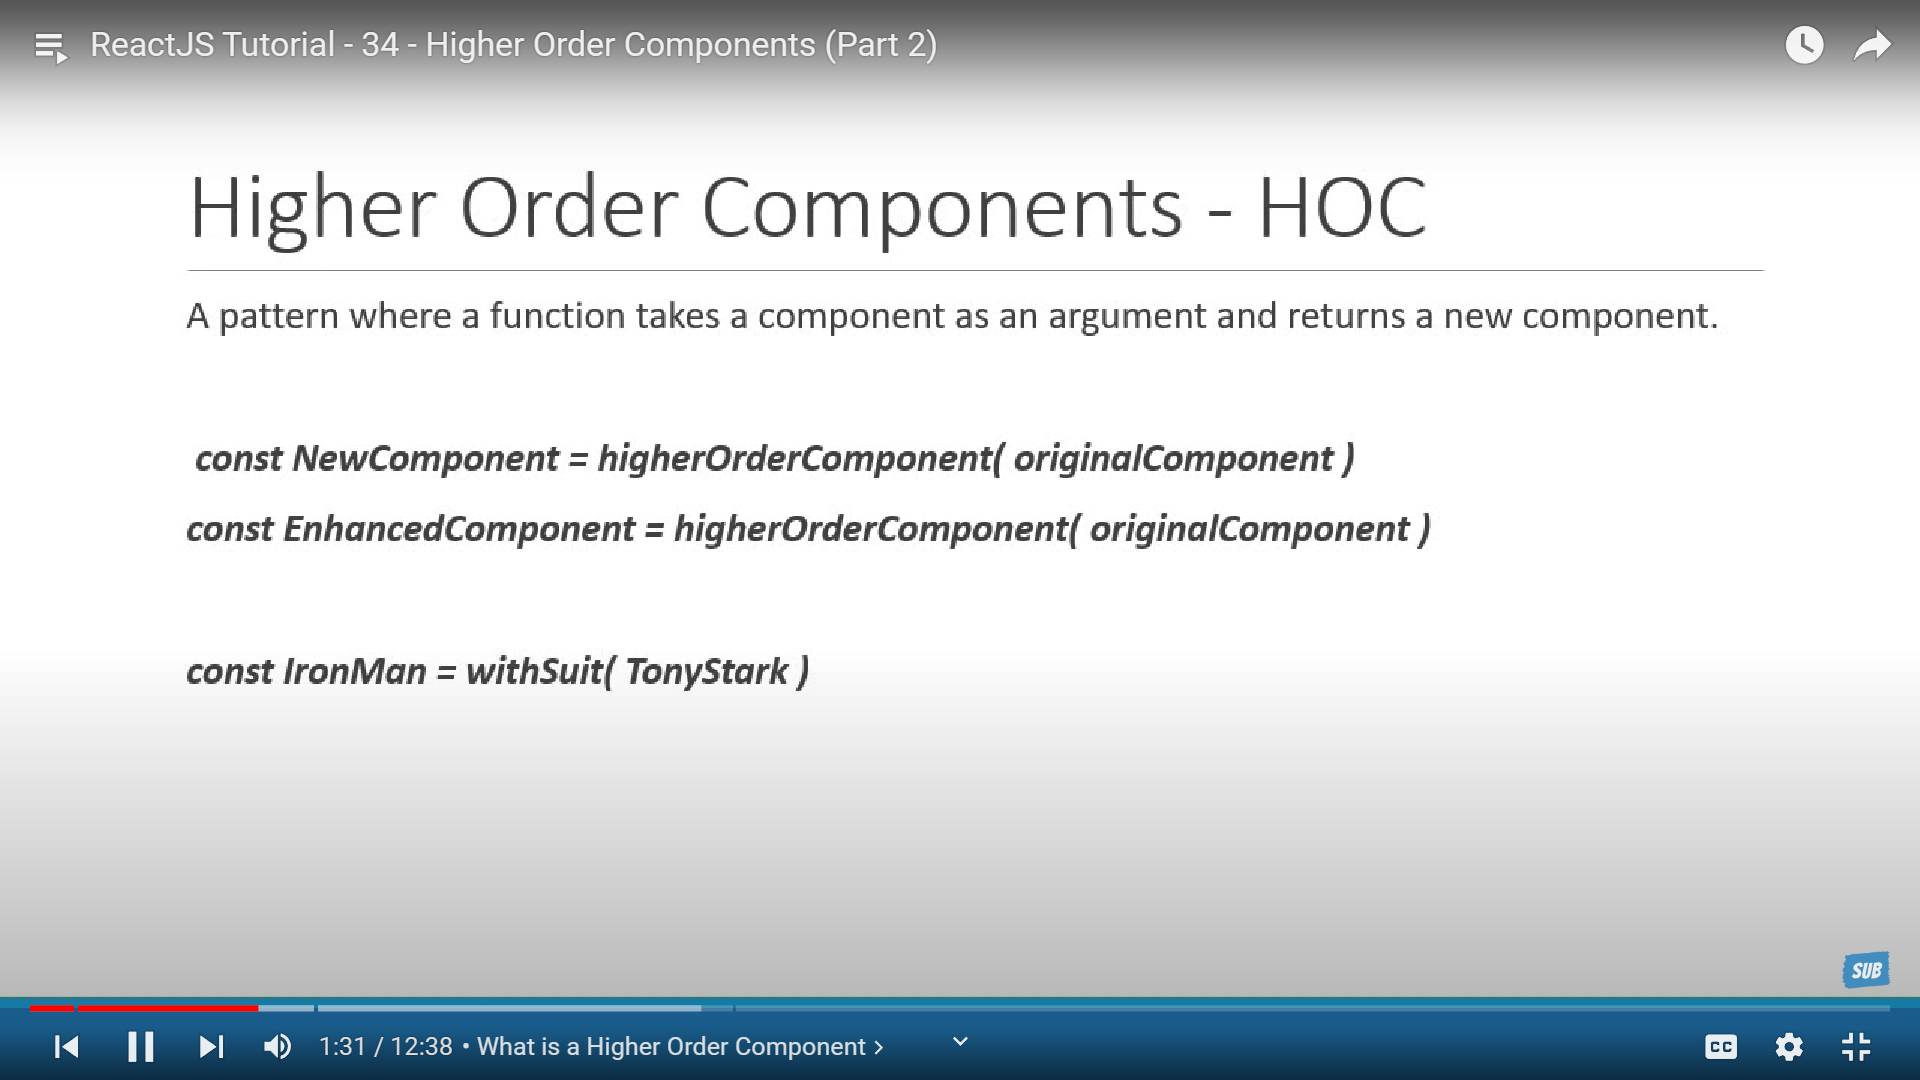 ReactJS Tutorial - 34 - Higher Order Components (Part 2)
Higher Order Components - HOC
A pattern where a function takes a component as an argument and returns a new component.
const NewComponent = higherOrderComponent( originalComponent )
const EnhancedComponent = higherOrderComponent( originalComponent )
const IronMan = withSuit( TonyStark )
SUB
1:31 / 12:38 • What is a Higher Order Component >
CC